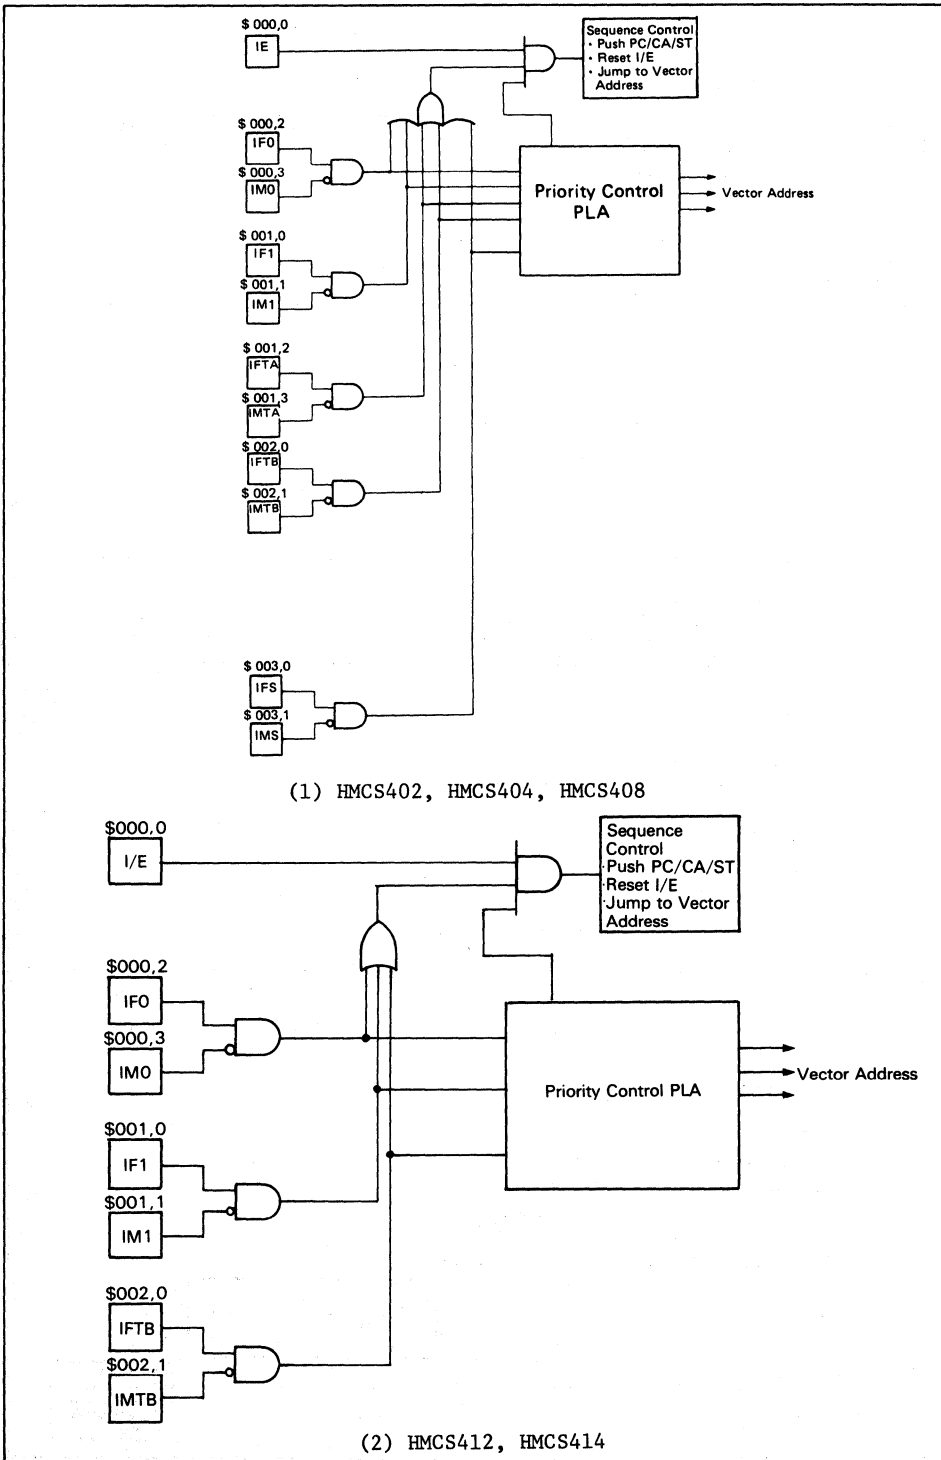 $ 000,0
IE
Sequence Control
· Push PC/CA/ST
· Reset I/E
· Jump to Vector
Address
$ 000,2
IF0
$ 000,3
IM0
Priority Control
PLA
Vector Address
$ 001,0
IF1
$ 001,1
IM1
$ 001,2
IFTA
$ 001,3
IMTA
$ 002,0
IFTB
$ 002,1
IMTB
$ 003,0
IFS
$ 003,1
IMS
(1) HMCS402, HMCS404, HMCS408
$000,0
I/E
Sequence
Control
·Push PC/CA/ST
·Reset I/E
·Jump to Vector
Address
$000,2
IF0
$000,3
IM0
Priority Control PLA
Vector Address
$001,0
IF1
$001,1
IM1
$002,0
IFTB
$002,1
IMTB
(2) HMCS412, HMCS414